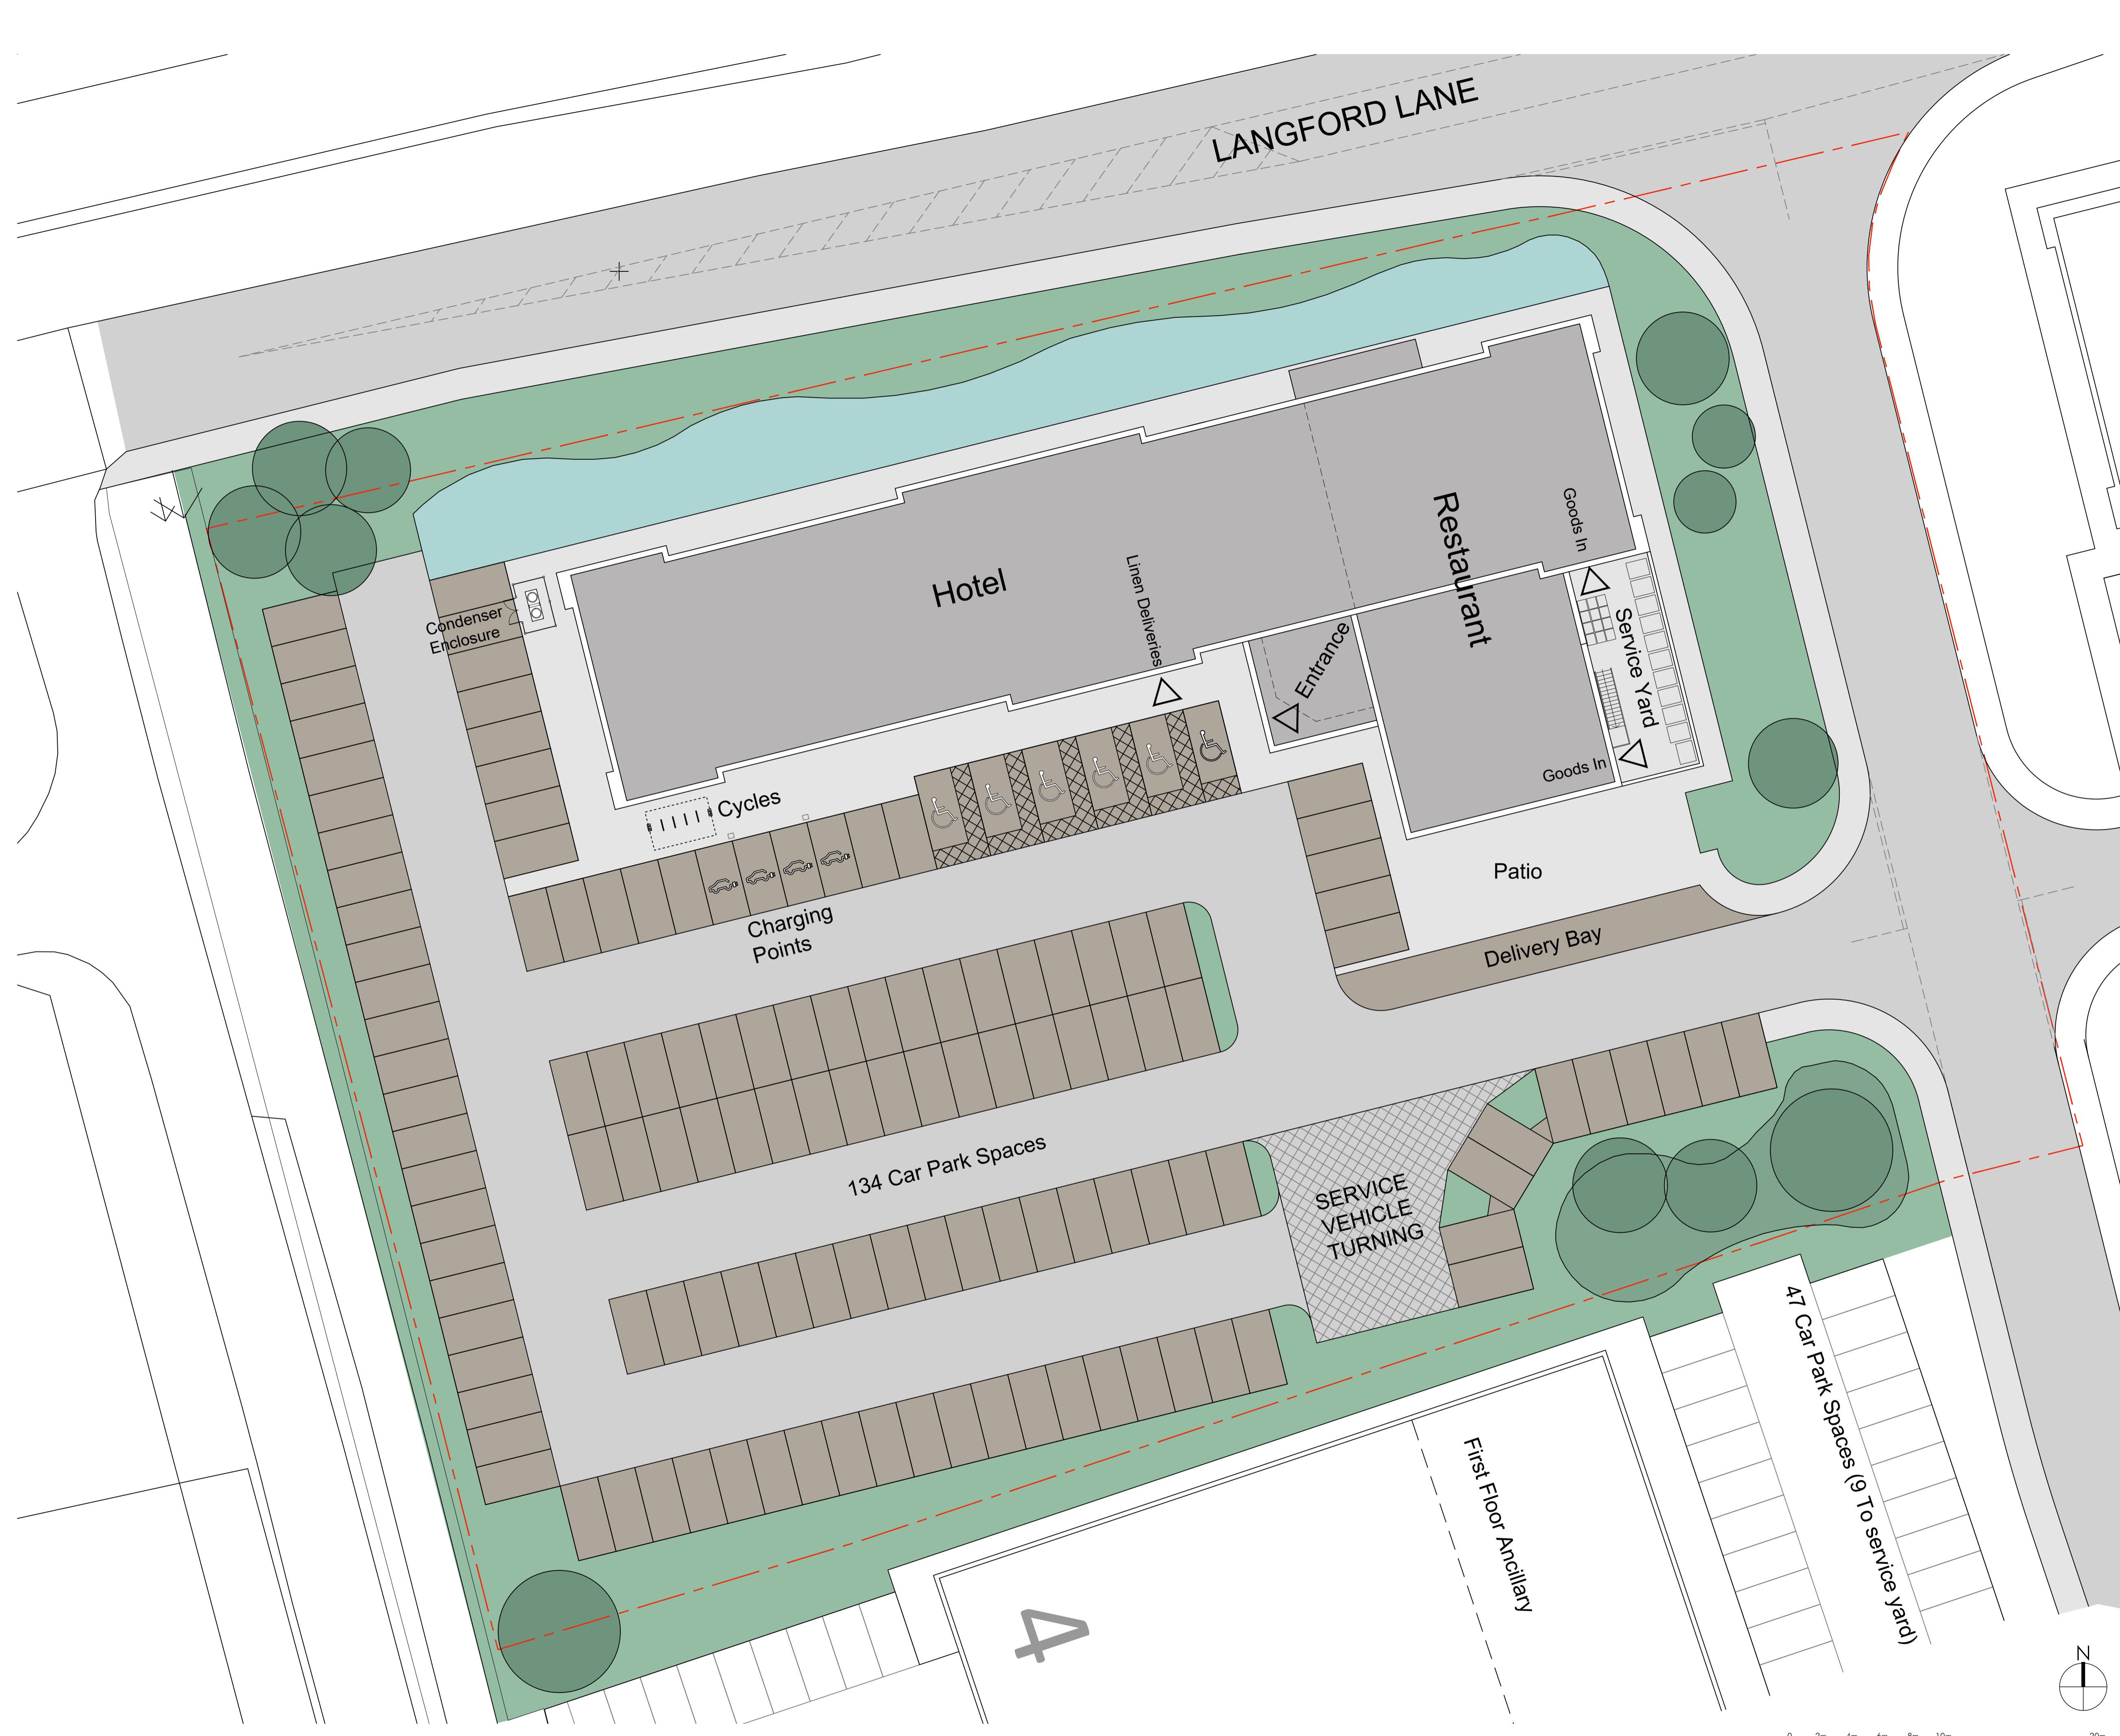 LANGFORD LANE
Hotel
Restaurant
Goods In
Linen Deliveries
Condenser
Enclosure
Entrance
Service Yard
Goods In
Cycles
Patio
Charging
Points
Delivery Bay
134 Car Park Spaces
SERVICE
VEHICLE
TURNING
47 Car Park Spaces (9 To service yard)
First Floor Ancillary
4
N